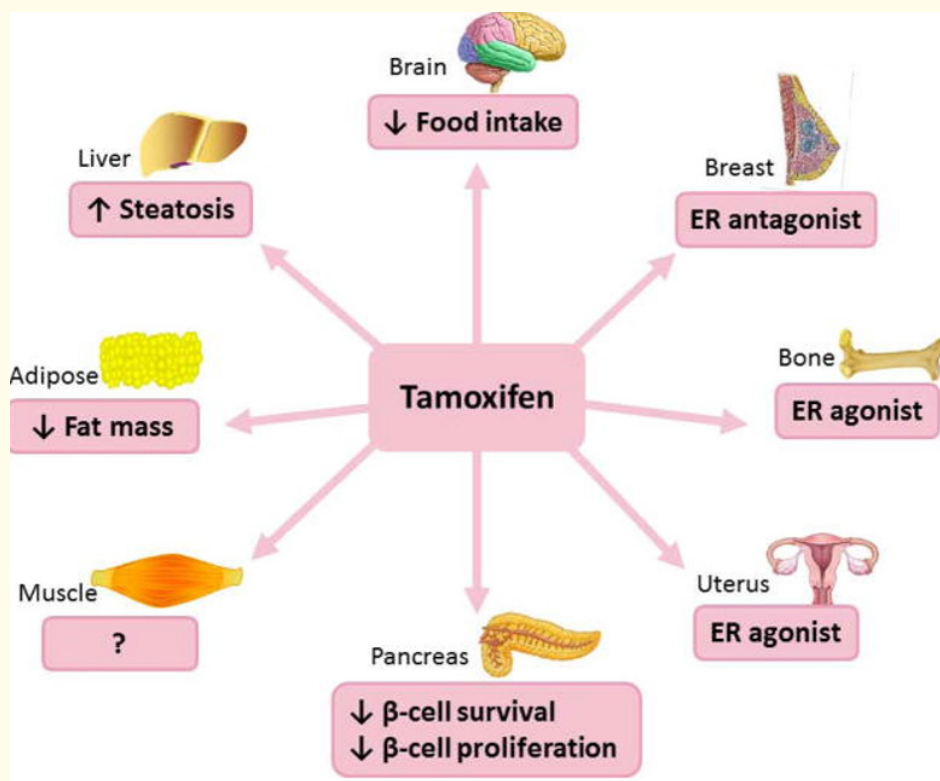 Brain
↓ Food intake
Liver
↑ Steatosis
Breast
ER antagonist
Adipose
↓ Fat mass
Tamoxifen
Bone
ER agonist
Muscle
?
Uterus
ER agonist
Pancreas
↓ β-cell survival
↓ β-cell proliferation